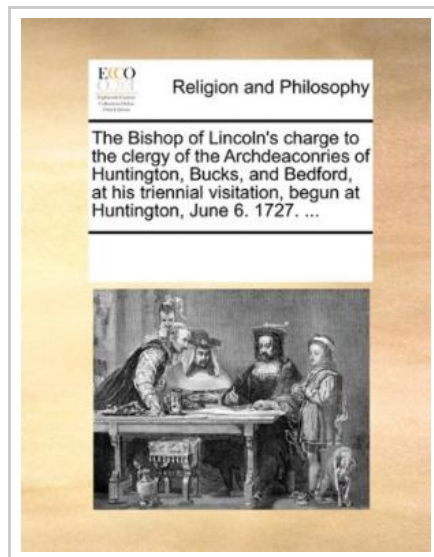 ECCO
Religion and Philosophy
The Bishop of Lincoln's charge to
the clergy of the Archdeaconries of
Huntington, Bucks, and Bedford,
at his triennial visitation, begun at
Huntington, June 6. 1727. ...